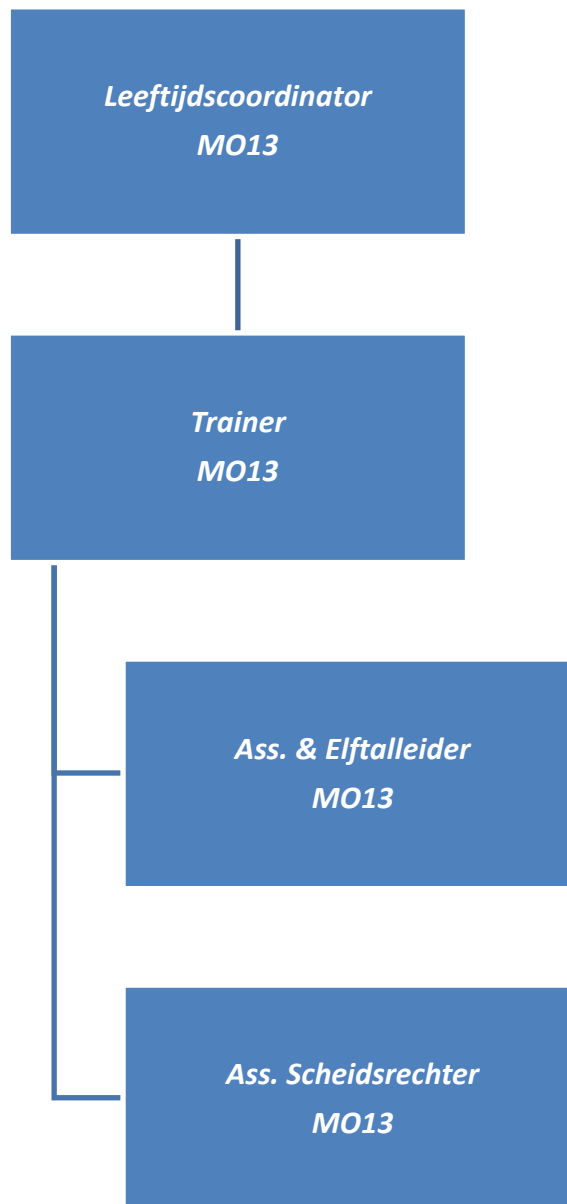 Leeftijdscoordinator
MO13
Trainer
MO13
Ass. & Elftalleider
MO13
Ass. Scheidsrechter
MO13